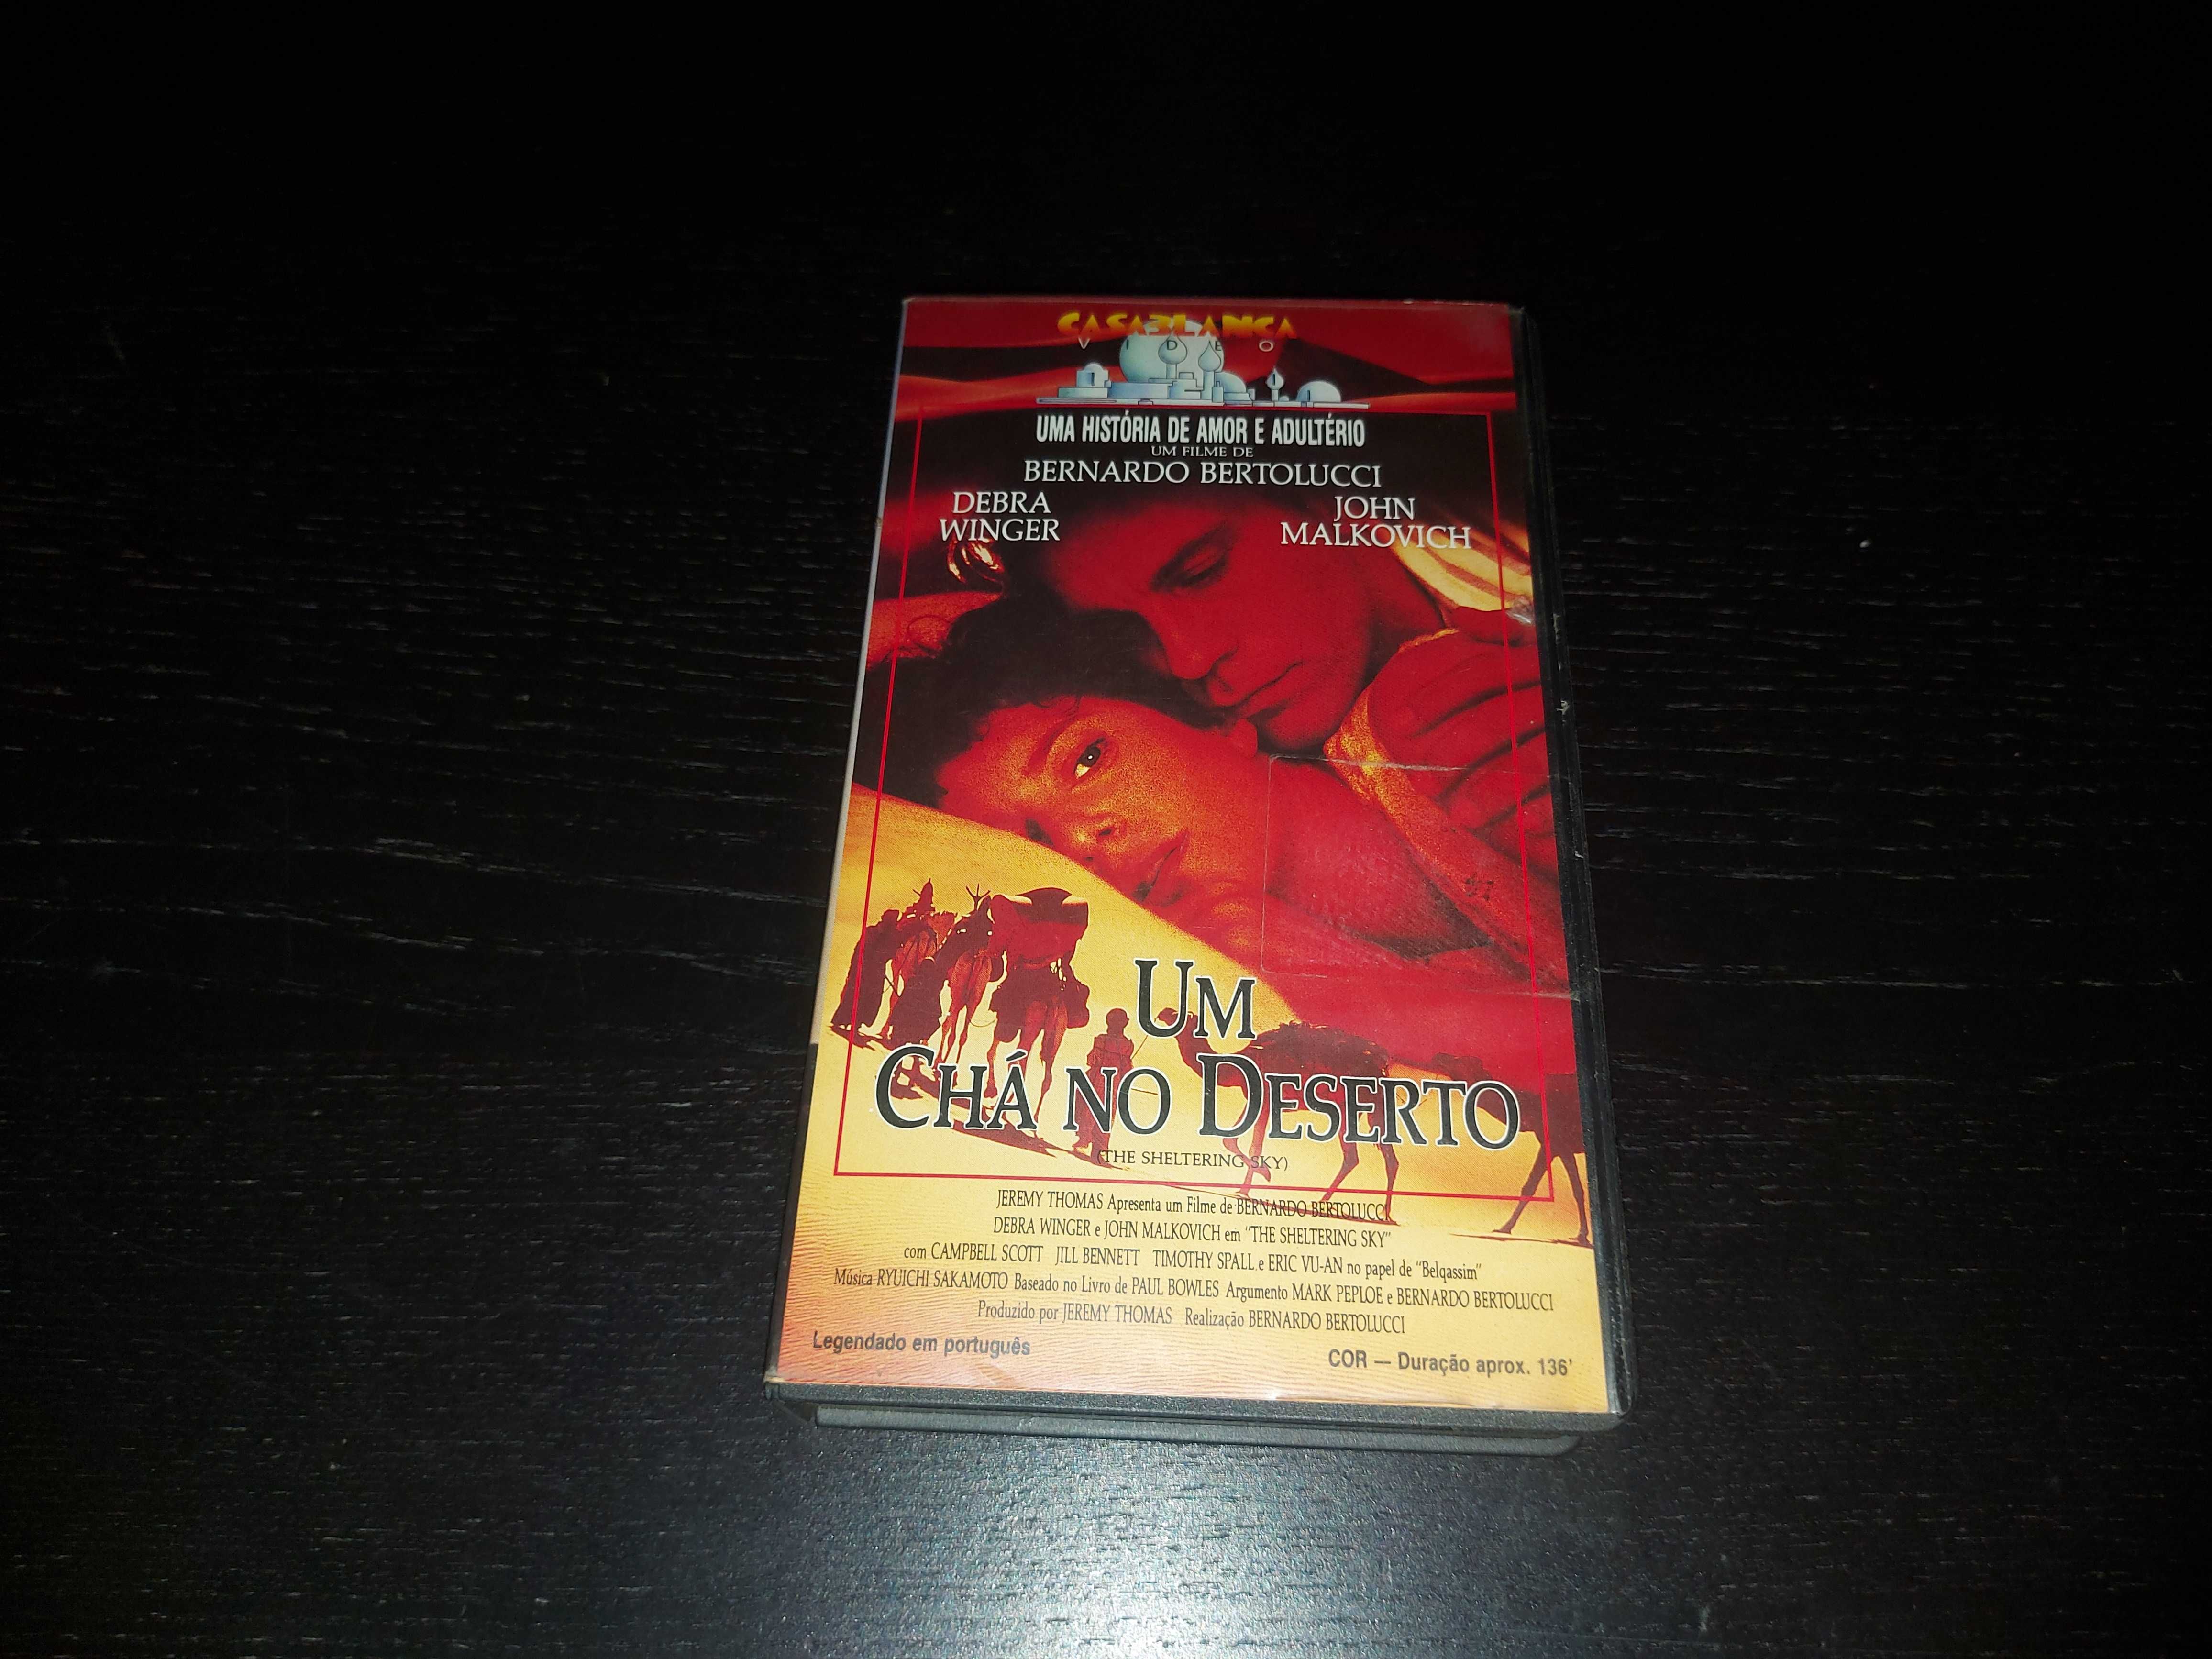 CASABLANCA
VIDEO
UMA HISTÓRIA DE AMOR E ADULTÉRIO
UM FILME DE
BERNARDO BERTOLUCCI
DEBRA
WINGER
JOHN
MALKOVICH
UM
CHÁ NO DESERTO
(THE SHELTERING SKY)
JEREMY THOMAS Apresenta um Filme de BERNARDO BERTOLUCCI
DEBRA WINGER e JOHN MALKOVICH em "THE SHELTERING SKY"
com CAMPBELL SCOTT JILL BENNETT TIMOTHY SPALL e ERIC VU-AN no papel de "Belqassim"
Música RYUICHI SAKAMOTO Baseado no Livro de PAUL BOWLES Argumento MARK PEPLOE e BERNARDO BERTOLUCCI
Produzido por JEREMY THOMAS Realização BERNARDO BERTOLUCCI
Legendado em português
COR — Duração aprox. 136'